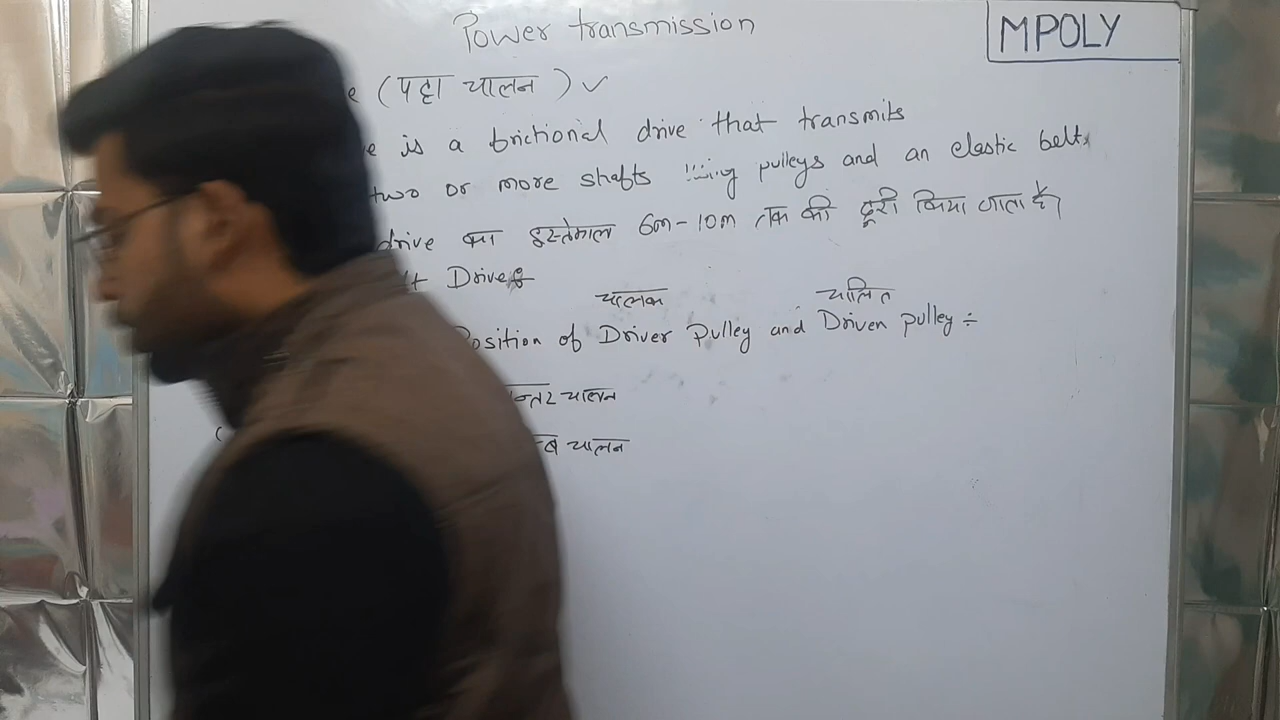 Power transmission
MPOLY
e (पट्टा चालन) ✓
e is a frictional drive that transmits
two or more shafts using pulleys and an elastic belt
drive का इस्तेमाल 6m-10m तक की दूरी किया जाता है।
t Drive
चालक चालित
Position of Driver Pulley and Driven pulley ÷
न्तर चालन
(
म्ब चालन